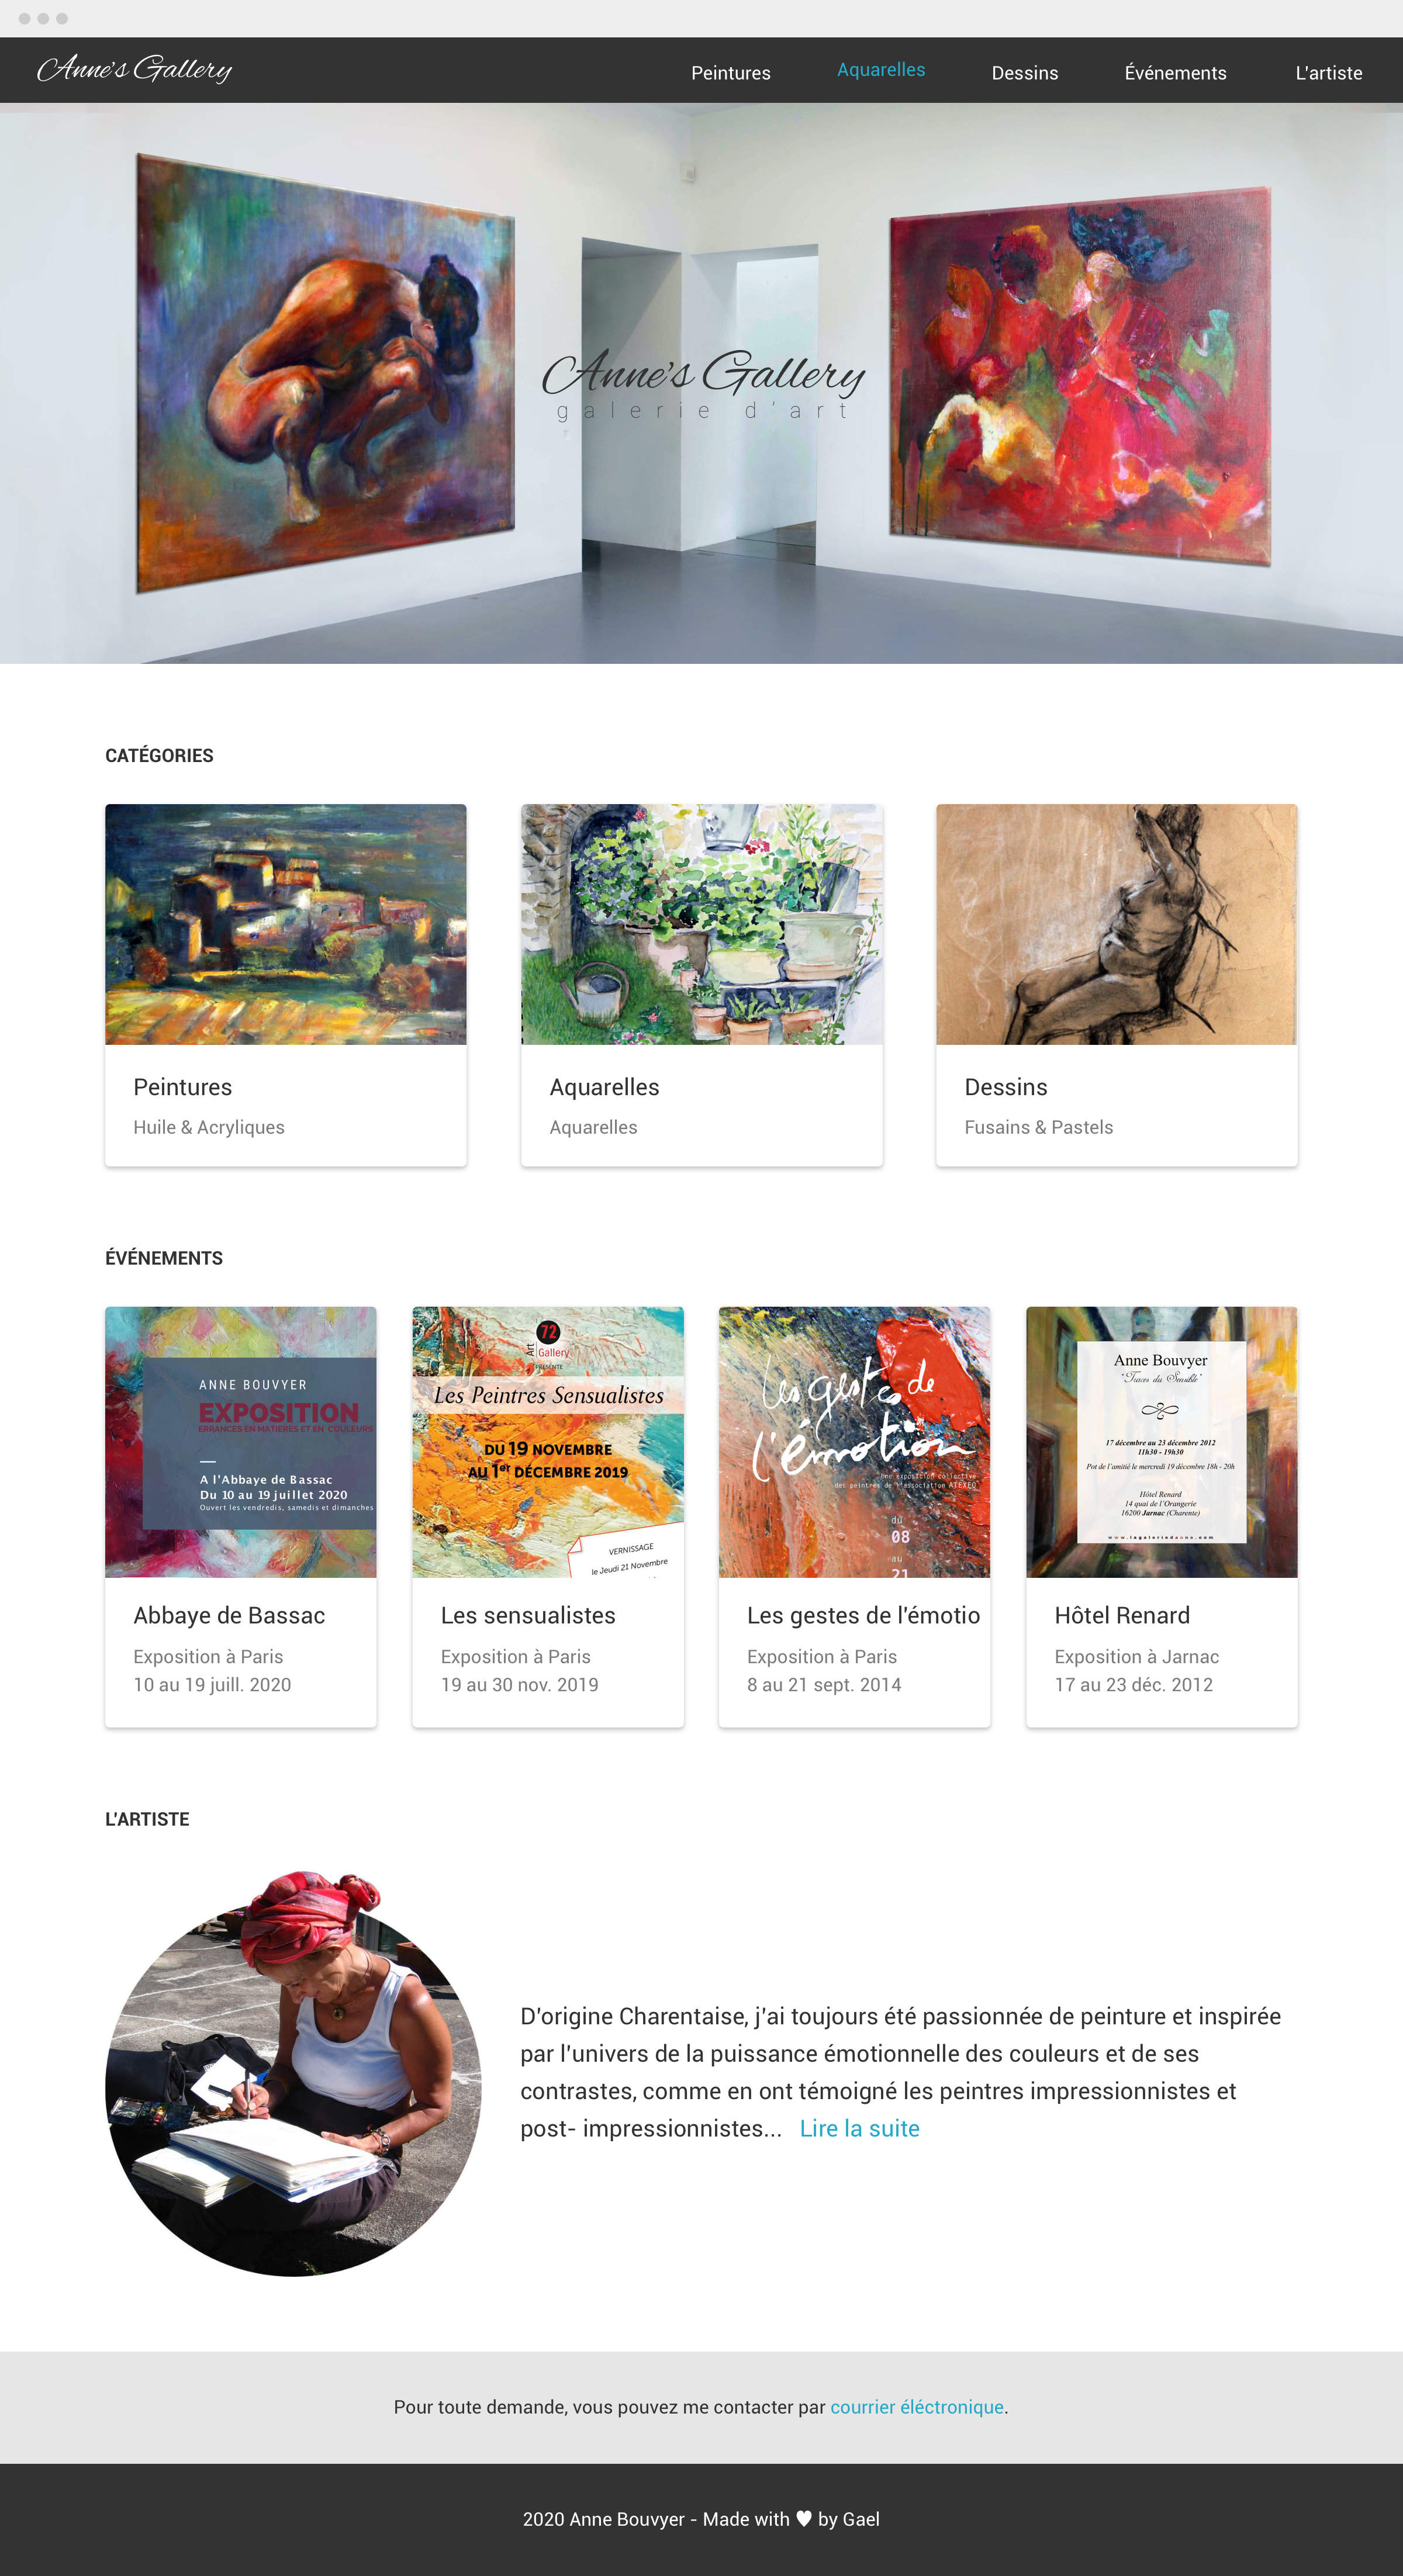 Anne's Gallery
Peintures
Aquarelles
Dessins
Événements
L'artiste
Anne's Gallery
galerie d'art
CATÉGORIES
Peintures
Huile & Acryliques
Aquarelles
Aquarelles
Dessins
Fusains & Pastels
ÉVÉNEMENTS
ANNE BOUVYER
EXPOSITION
ERRANCES EN MATIERES ET EN COULEURS
A l'Abbaye de Bassac
Du 10 au 19 juillet 2020
Ouvert les vendredis, samedis et dimanches
Abbaye de Bassac
Exposition à Paris
10 au 19 juill. 2020
72
Art Gallery
PRÉSENTE
Les Peintres Sensualistes
DU 19 NOVEMBRE
AU 1er DÉCEMBRE 2019
VERNISSAGE
le Jeudi 21 Novembre
Les sensualistes
Exposition à Paris
19 au 30 nov. 2019
Les gestes de
l'émotion
une exposition collective
des peintres de l'association ATEXEO
du
08
au
21
Les gestes de l'émotio
Exposition à Paris
8 au 21 sept. 2014
Anne Bouvyer
"Traces du Sensible"
17 décembre au 23 décembre 2012
11h30 - 19h30
Pot de l'amitié le mercredi 19 décembre 18h - 20h
Hôtel Renard
14 quai de l'Orangerie
16200 Jarnac (Charente)
www.lagaleriedanne.com
Hôtel Renard
Exposition à Jarnac
17 au 23 déc. 2012
L'ARTISTE
D'origine Charentaise, j'ai toujours été passionnée de peinture et inspirée
par l'univers de la puissance émotionnelle des couleurs et de ses
contrastes, comme en ont témoigné les peintres impressionnistes et
post- impressionnistes... Lire la suite
Pour toute demande, vous pouvez me contacter par courrier éléctronique.
2020 Anne Bouvyer - Made with ♥ by Gael